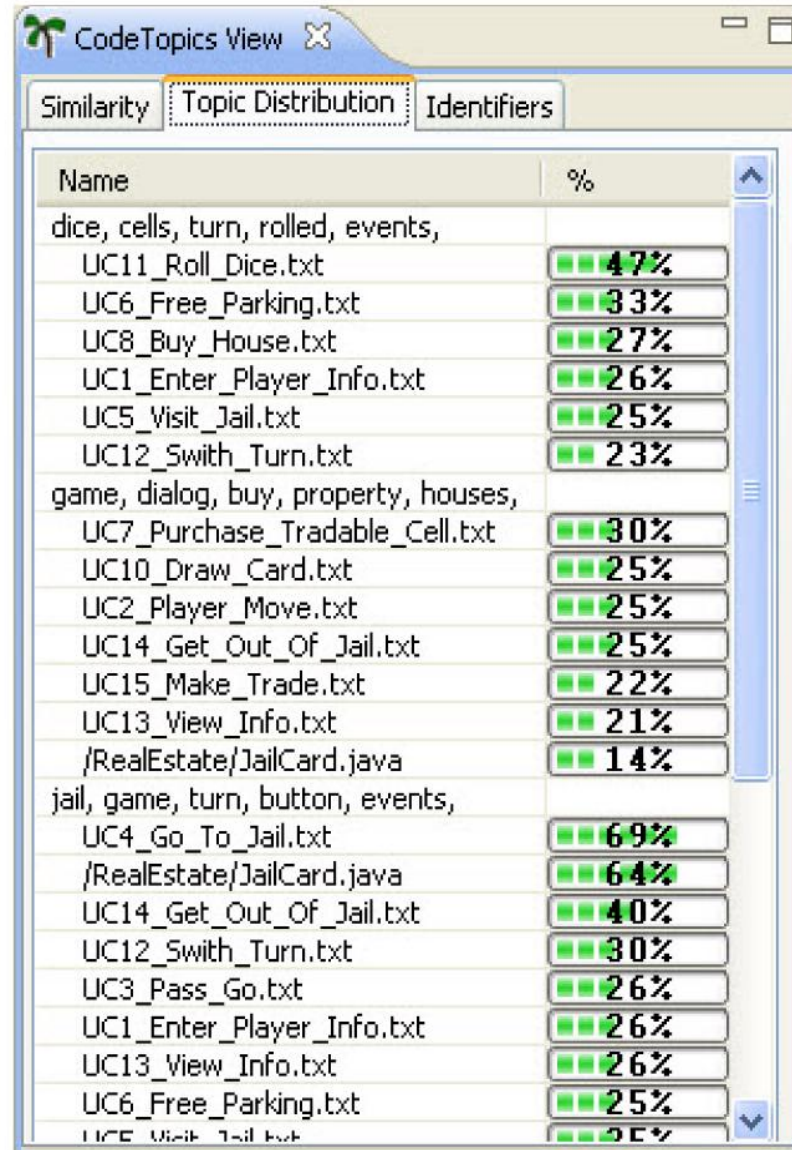 CodeTopics View
Similarity Topic Distribution Identifiers
Name %
dice, cells, turn, rolled, events,
UC11_Roll_Dice.txt 47%
UC6_Free_Parking.txt 33%
UC8_Buy_House.txt 27%
UC1_Enter_Player_Info.txt 26%
UC5_Visit_Jail.txt 25%
UC12_Swith_Turn.txt 23%
game, dialog, buy, property, houses,
UC7_Purchase_Tradable_Cell.txt 30%
UC10_Draw_Card.txt 25%
UC2_Player_Move.txt 25%
UC14_Get_Out_Of_Jail.txt 25%
UC15_Make_Trade.txt 22%
UC13_View_Info.txt 21%
/RealEstate/JailCard.java 14%
jail, game, turn, button, events,
UC4_Go_To_Jail.txt 69%
/RealEstate/JailCard.java 64%
UC14_Get_Out_Of_Jail.txt 40%
UC12_Swith_Turn.txt 30%
UC3_Pass_Go.txt 26%
UC1_Enter_Player_Info.txt 26%
UC13_View_Info.txt 26%
UC6_Free_Parking.txt 25%
UC5_Visit_Jail.txt 25%